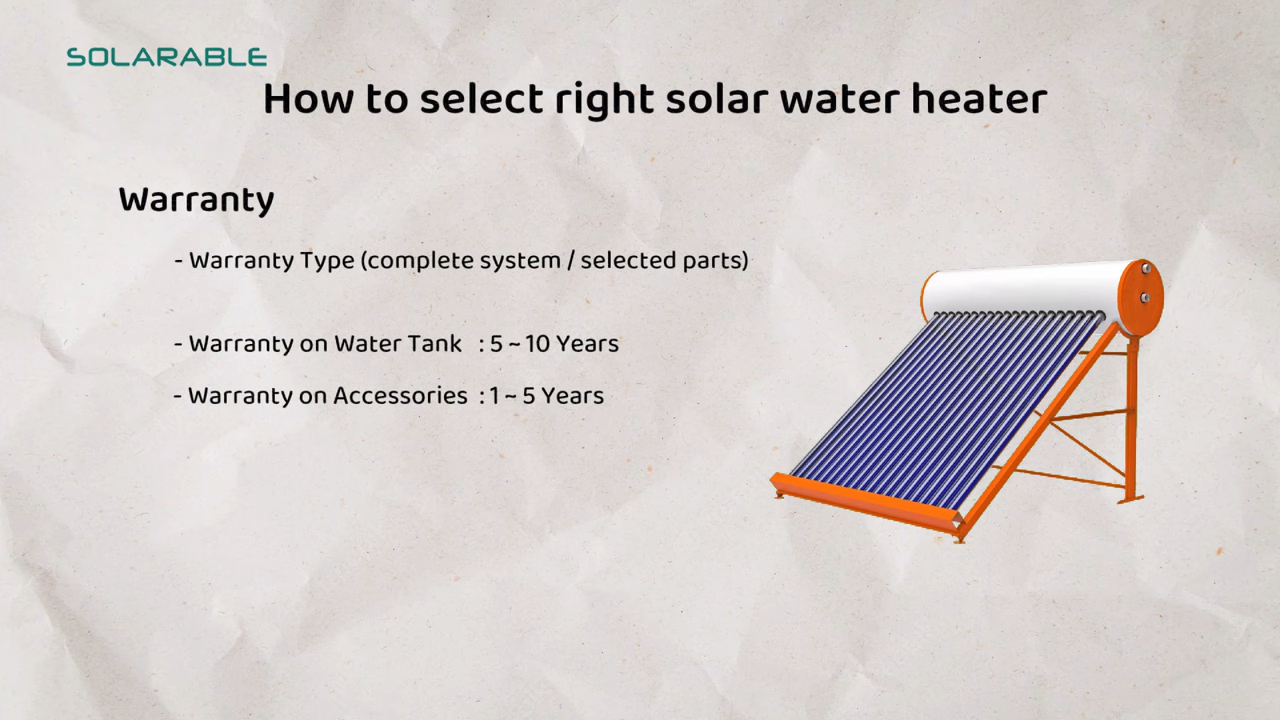 SOLARABLE
How to select right solar water heater
Warranty
- Warranty Type (complete system / selected parts)
- Warranty on Water Tank : 5 ~ 10 Years
- Warranty on Accessories : 1 ~ 5 Years